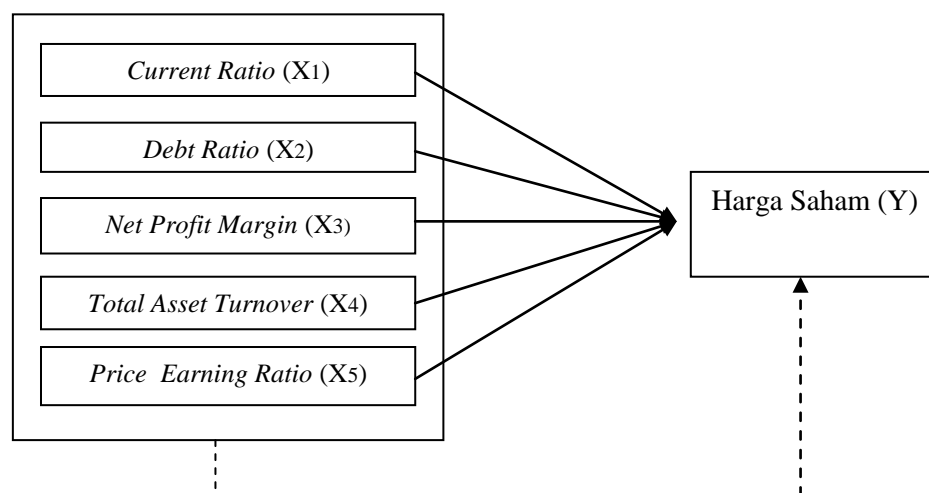 Current Ratio (X1)
Debt Ratio (X2)
Net Profit Margin (X3)
Total Asset Turnover (X4)
Price Earning Ratio (X5)
Harga Saham (Y)